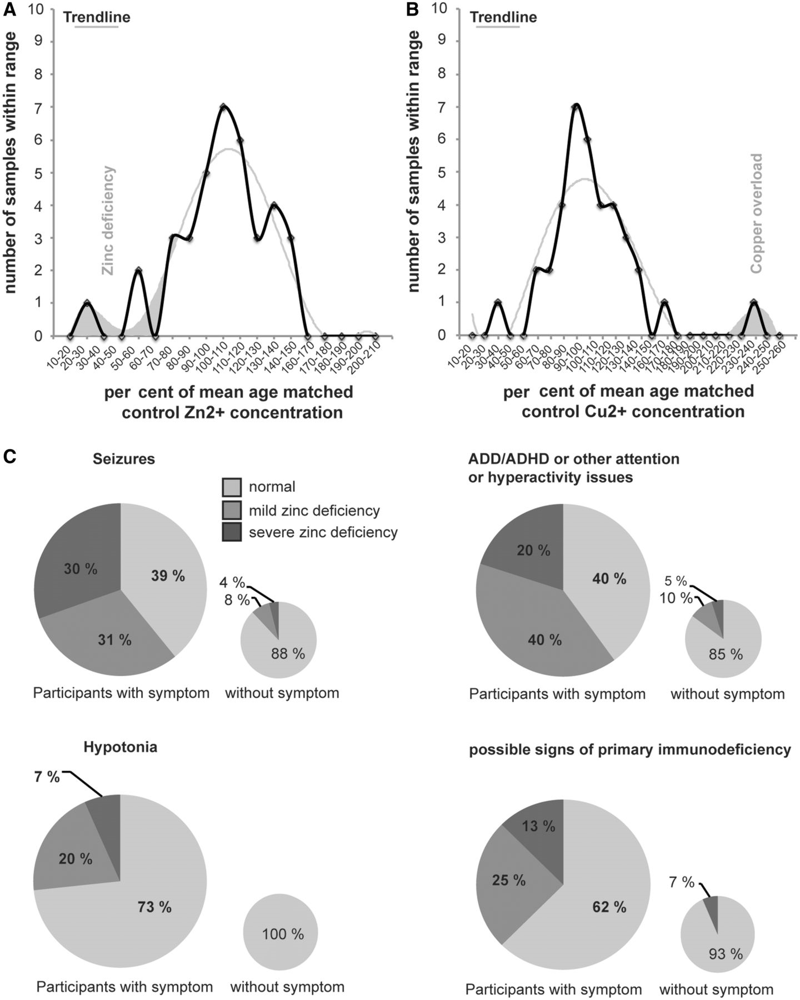 A
Trendline
10
9
8
7
6
5
4
3
2
1
0
number of samples within range
Zinc deficiency
10-20
20-30
30-40
40-50
50-60
60-70
70-80
80-90
90-100
100-110
110-120
120-130
130-140
140-150
160-170
170-180
180-190
190-200
200-210
per cent of mean age matched
control Zn2+ concentration
B
Trendline
10
9
8
7
6
5
4
3
2
1
0
number of samples within range
Copper overload
10-20
20-30
30-40
40-50
50-60
60-70
70-80
80-90
90-100
100-110
110-120
120-130
130-140
140-150
160-170
170-180
180-190
190-200
200-210
210-220
220-230
230-240
240-250
250-260
per cent of mean age matched
control Cu2+ concentration
C
Seizures
normal
mild zinc deficiency
severe zinc deficiency
30 %
39 %
31 %
4 %
8 %
88 %
Participants with symptom
without symptom
ADD/ADHD or other attention
or hyperactivity issues
20 %
40 %
40 %
5 %
10 %
85 %
Participants with symptom
without symptom
Hypotonia
7 %
20 %
73 %
100 %
Participants with symptom
without symptom
possible signs of primary immunodeficiency
13 %
25 %
62 %
7 %
93 %
Participants with symptom
without symptom